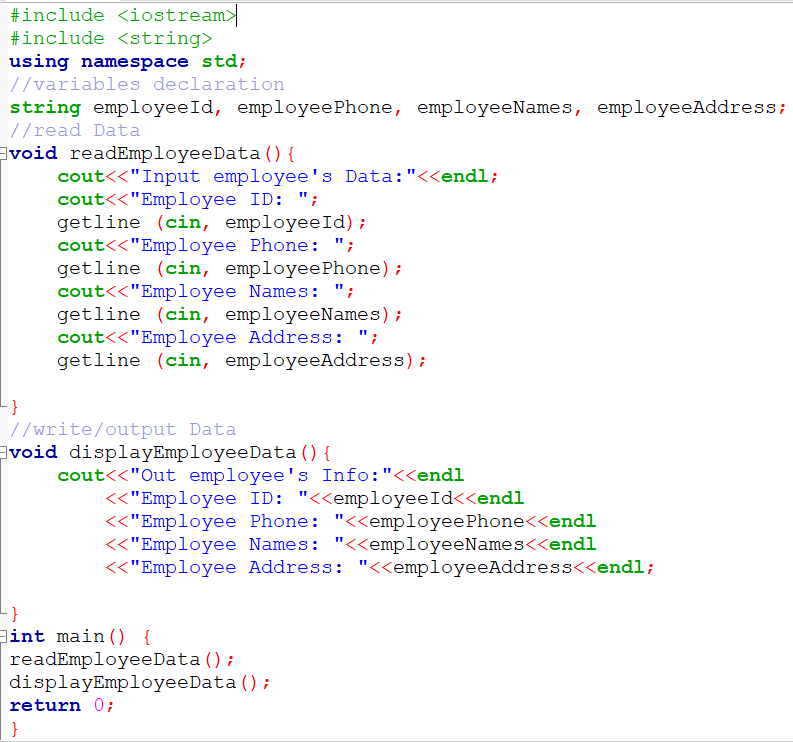 #include <iostream>
#include <string>
using namespace std;
//variables declaration
string employeeId, employeePhone, employeeNames, employeeAddress;
//read Data
void readEmployeeData(){
    cout<<"Input employee's Data:"<<endl;
    cout<<"Employee ID: ";
    getline (cin, employeeId);
    cout<<"Employee Phone: ";
    getline (cin, employeePhone);
    cout<<"Employee Names: ";
    getline (cin, employeeNames);
    cout<<"Employee Address: ";
    getline (cin, employeeAddress);

}
//write/output Data
void displayEmployeeData(){
    cout<<"Out employee's Info:"<<endl
        <<"Employee ID: "<<employeeId<<endl
        <<"Employee Phone: "<<employeePhone<<endl
        <<"Employee Names: "<<employeeNames<<endl
        <<"Employee Address: "<<employeeAddress<<endl;

}
int main() {
readEmployeeData();
displayEmployeeData();
return 0;
}